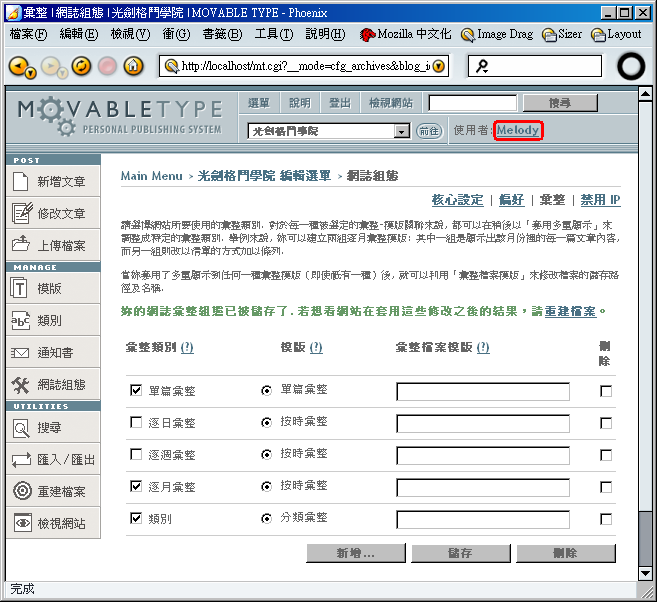 彙整 | 網誌組態 | 光劍格鬥學院 | MOVABLE TYPE - Phoenix
檔案(F) 編輯(E) 檢視(V) 衝(G) 書籤(B) 工具(T) 說明(H) Mozilla 中文化 Image Drag Sizer Layout
http://localhost/mt.cgi?__mode=cfg_archives&blog_i
MOVABLETYPE
PERSONAL PUBLISHING SYSTEM
選單 說明 登出 檢視網站 搜尋
光劍格鬥學院 前往 使用者: Melody
POST
新增文章
修改文章
上傳檔案
MANAGE
模版
類別
通知書
網誌組態
UTILITIES
搜尋
匯入/匯出
重建檔案
檢視網站
Main Menu > 光劍格鬥學院 編輯選單 > 網誌組態
核心設定 | 偏好 | 彙整 | 禁用 IP
請選擇網站所要使用的彙整類別. 對於每一種被選定的彙整-模版關聯來說, 都可以在稍後以「套用多重顯示」來
調整成特定的彙整類別. 舉例來說, 妳可以建立兩組逐月彙整模版: 其中一組是顯示出該月份裡的每一篇文章內容,
而另一組則改以清單的方式加以條列.
當妳套用了多重顯示到任何一種彙整模版 (即使祇有一種) 後, 就可以利用「彙整檔案模版」來修改檔案的儲存路
徑及名稱.
妳的網誌彙整組態已被儲存了. 若想看網站在套用這些修改之後的結果，請重建檔案。
彙整類別 (?) 模版 (?) 彙整檔案模版 (?) 刪除
單篇彙整 單篇彙整
逐日彙整 按時彙整
逐週彙整 按時彙整
逐月彙整 按時彙整
類別 分類彙整
新增... 儲存 刪除
完成